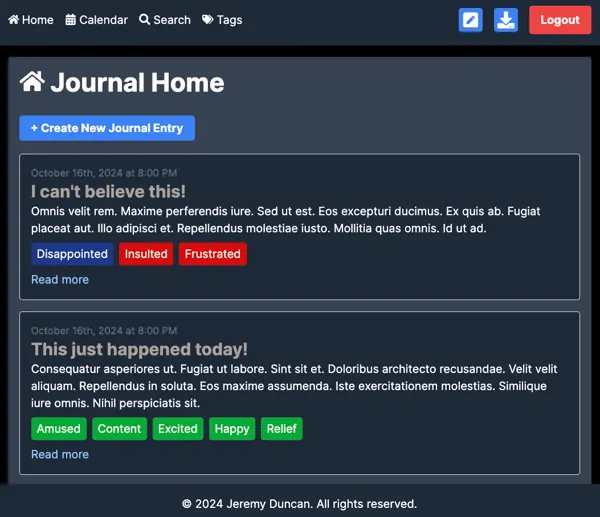 Home Calendar Search Tags Logout
Journal Home
+ Create New Journal Entry
October 16th, 2024 at 8:00 PM
I can't believe this!
Omnis velit rem. Maxime perferendis iure. Sed ut est. Eos excepturi ducimus. Ex quis ab. Fugiat
placeat aut. Illo adipisci et. Repellendus molestiae iusto. Mollitia quas omnis. Id ut ad.
Disappointed Insulted Frustrated
Read more
October 16th, 2024 at 8:00 PM
This just happened today!
Consequatur asperiores ut. Fugiat ut labore. Sint sit et. Doloribus architecto recusandae. Velit velit
aliquam. Repellendus in soluta. Eos maxime assumenda. Iste exercitationem molestias. Similique
iure omnis. Nihil perspiciatis sit.
Amused Content Excited Happy Relief
Read more
© 2024 Jeremy Duncan. All rights reserved.